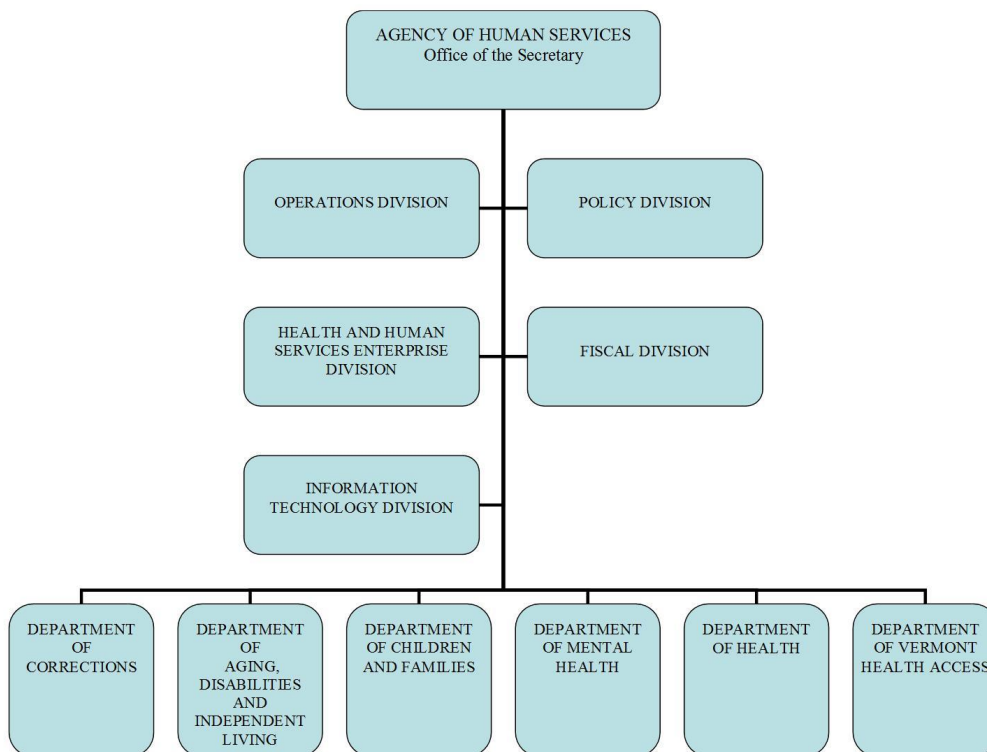 AGENCY OF HUMAN SERVICES
Office of the Secretary
OPERATIONS DIVISION
POLICY DIVISION
HEALTH AND HUMAN
SERVICES ENTERPRISE
DIVISION
FISCAL DIVISION
INFORMATION
TECHNOLOGY DIVISION
DEPARTMENT
OF
CORRECTIONS
DEPARTMENT
OF
AGING,
DISABILITIES
AND
INDEPENDENT
LIVING
DEPARTMENT
OF CHILDREN
AND FAMILIES
DEPARTMENT
OF MENTAL
HEALTH
DEPARTMENT
OF HEALTH
DEPARTMENT
OF VERMONT
HEALTH ACCESS